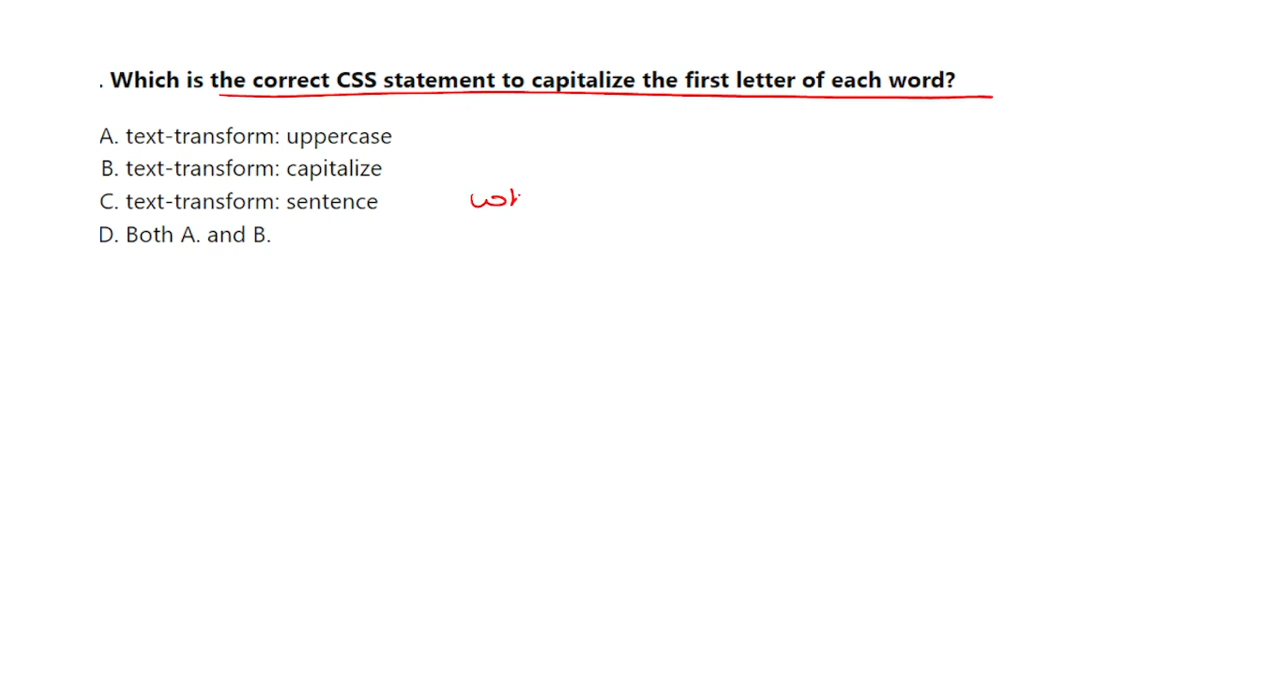 . Which is the correct CSS statement to capitalize the first letter of each word?
A. text-transform: uppercase
B. text-transform: capitalize
C. text-transform: sentence
D. Both A. and B.